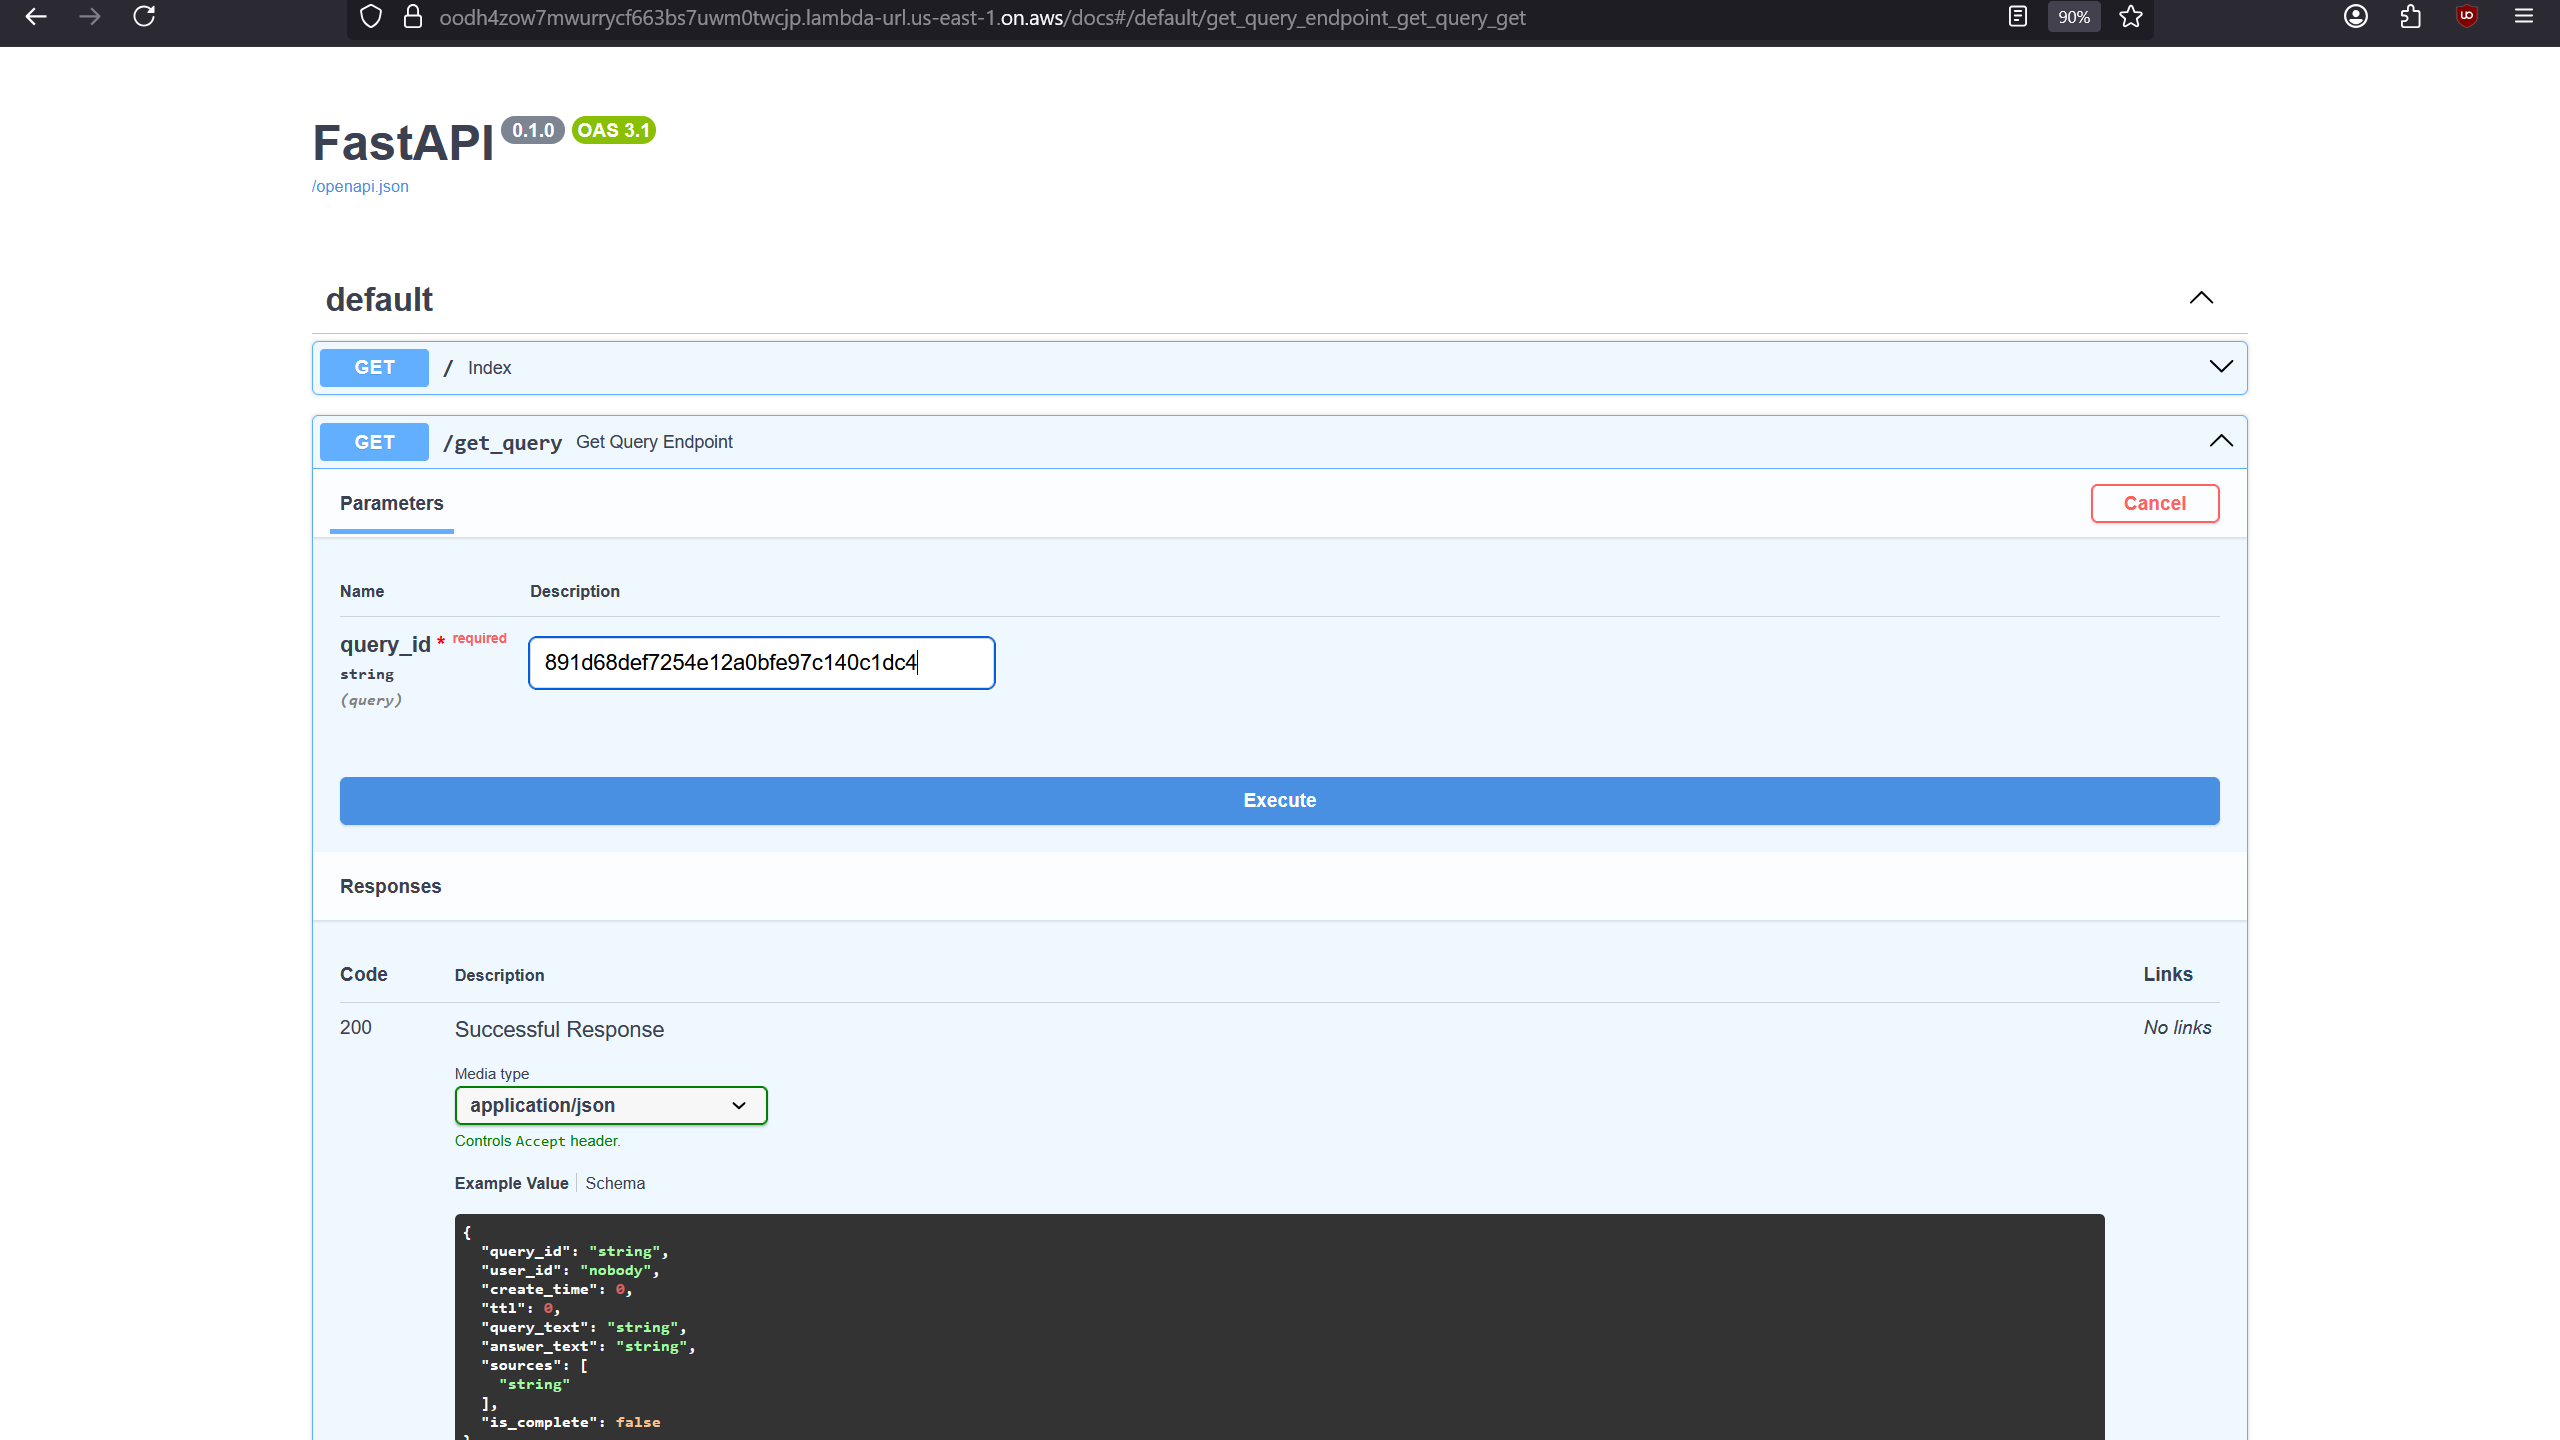 oodh4zow7mwurrycf663bs7uwm0twcjp.lambda-url.us-east-1.on.aws/docs#/default/get_query_endpoint_get_query_get
90%
FastAPI 0.1.0 OAS 3.1
/openapi.json
default
GET / Index
GET /get_query Get Query Endpoint
Parameters
Cancel
Name Description
query_id * required
string
(query)
891d68def7254e12a0bfe97c140c1dc4
Execute
Responses
Code Description Links
200 Successful Response No links
Media type
application/json
Controls Accept header.
Example Value Schema
{
"query_id": "string",
"user_id": "nobody",
"create_time": 0,
"ttl": 0,
"query_text": "string",
"answer_text": "string",
"sources": [
"string"
],
"is_complete": false
}